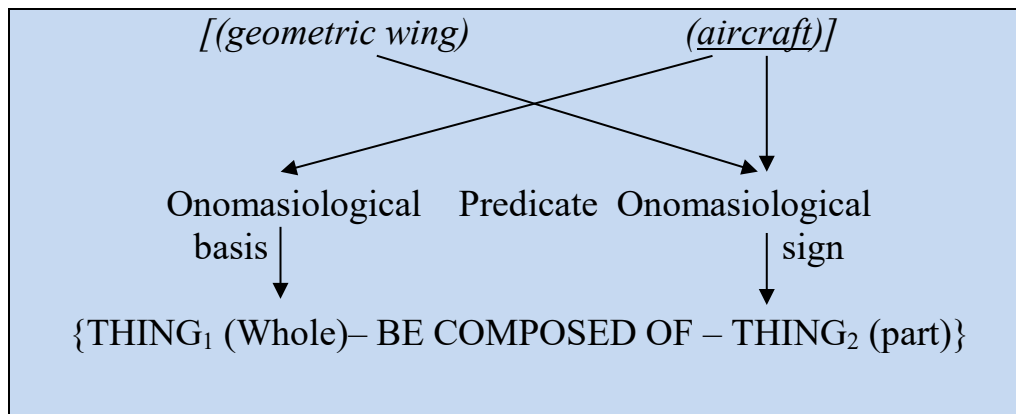 [(geometric wing) (aircraft)]
Onomasiological Predicate Onomasiological
basis sign
{THING₁ (Whole)– BE COMPOSED OF – THING₂ (part)}